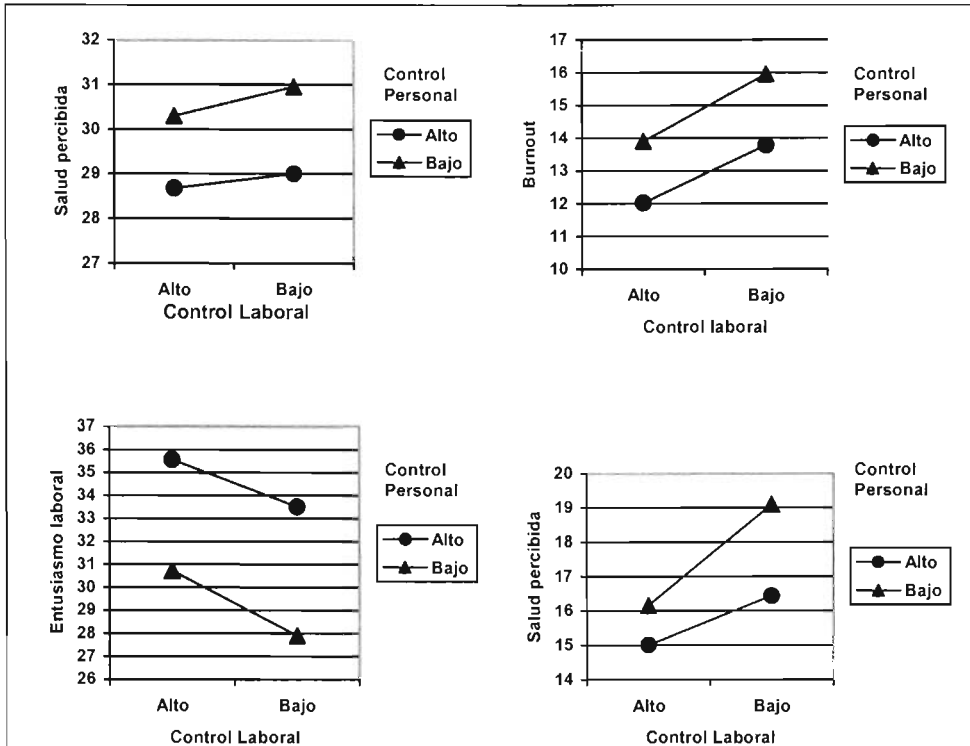 32
31
30
29
28
27
Salud percibida
Alto
Bajo
Control Laboral
Control
Personal
Alto
Bajo
17
16
15
14
13
12
11
10
Burnout
Alto
Bajo
Control laboral
Control
Personal
Alto
Bajo
37
36
35
34
33
32
31
30
29
28
27
26
Entusiasmo laboral
Alto
Bajo
Control Laboral
Control
Personal
Alto
Bajo
20
19
18
17
16
15
14
Salud percibida
Alto
Bajo
Control Laboral
Control
Personal
Alto
Bajo